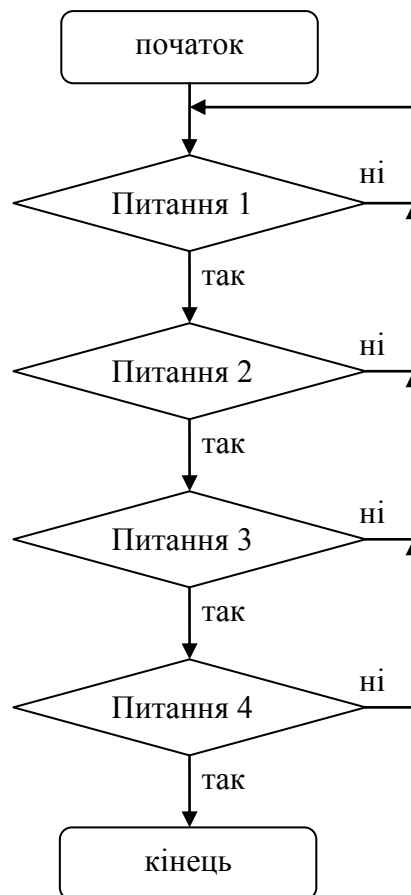 початок
ні
Питання 1
так
ні
Питання 2
так
ні
Питання 3
так
ні
Питання 4
так
кінець